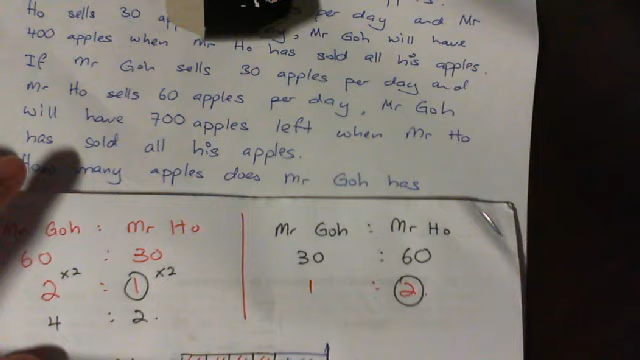 Ho sells 30 per day and Mr
400 apples when Mr Ho has sold all his apples.
Mr Goh will have
If Mr Goh sells 30 apples per day and
Mr Ho sells 60 apples per day, Mr Goh
will have 700 apples left when Mr Ho
has sold all his apples.
How many apples does Mr Goh has
Mr Goh : Mr Ho
60 : 30
2 ×2 : 1 ×2
4 : 2.
Mr Goh : Mr Ho
30 : 60
1 : 2